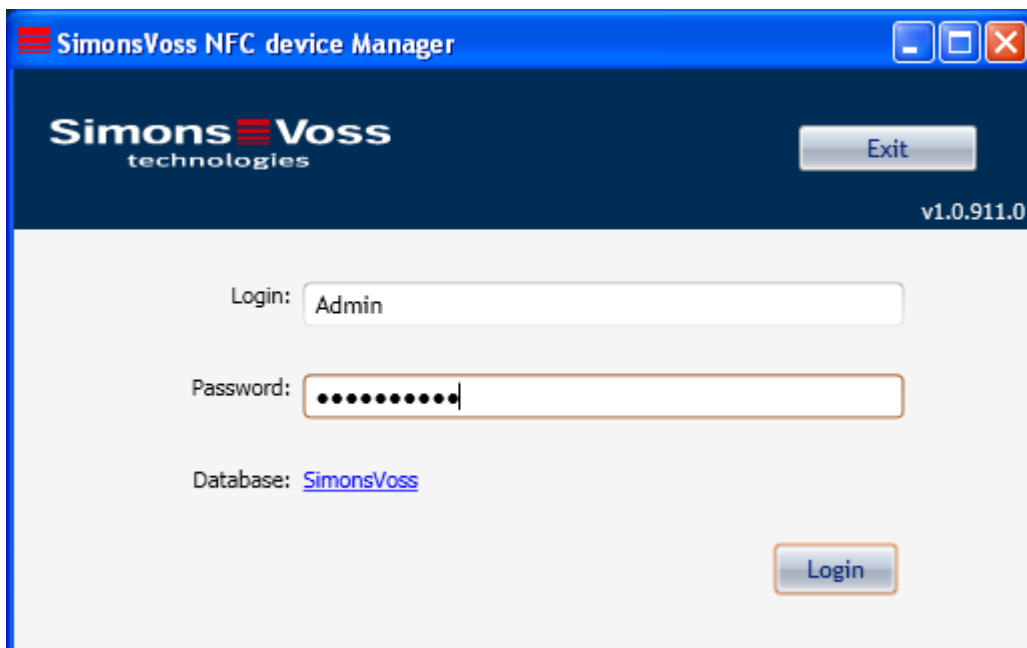 SimonsVoss NFC device Manager
Simons Voss
technologies
Exit
v1.0.911.0
Login: Admin
Password: ●●●●●●●●●●
Database: SimonsVoss
Login